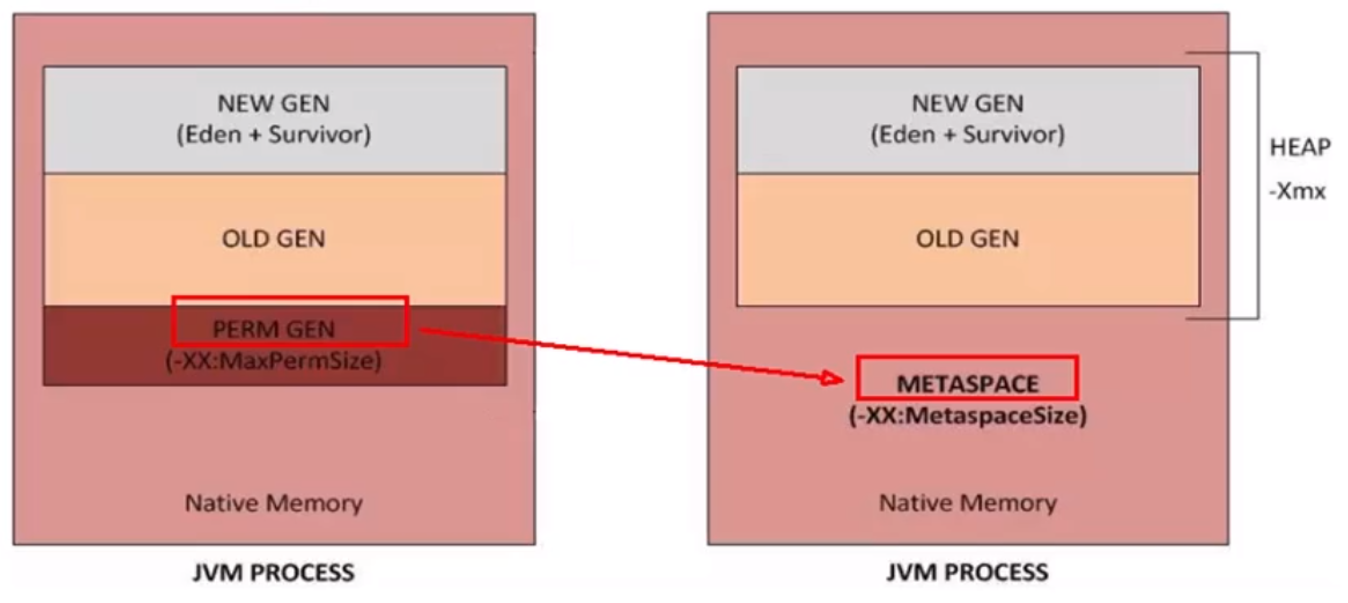 NEW GEN
(Eden + Survivor)
OLD GEN
PERM GEN
(-XX:MaxPermSize)
Native Memory
JVM PROCESS
NEW GEN
(Eden + Survivor)
OLD GEN
HEAP
-Xmx
METASPACE
(-XX:MetaspaceSize)
Native Memory
JVM PROCESS